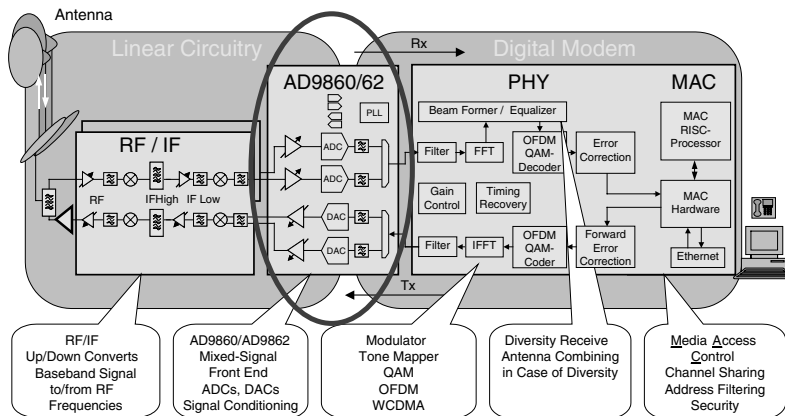 Antenna
Linear Circuitry
Rx
Digital Modem
AD9860/62
PHY
MAC
PLL
RF / IF
Beam Former / Equalizer
MAC
RISC-
Processor
ADC
ADC
Filter
FFT
OFDM
QAM-
Decoder
Error
Correction
RF
IFHigh
IF Low
Gain
Control
Timing
Recovery
MAC
Hardware
DAC
DAC
Filter
IFFT
OFDM
QAM-
Coder
Forward
Error
Correction
Ethernet
Tx
RF/IF
Up/Down Converts
Baseband Signal
to/from RF
Frequencies
AD9860/AD9862
Mixed-Signal
Front End
ADCs, DACs
Signal Conditioning
Modulator
Tone Mapper
QAM
OFDM
WCDMA
Diversity Receive
Antenna Combining
in Case of Diversity
Media Access
Control
Channel Sharing
Address Filtering
Security